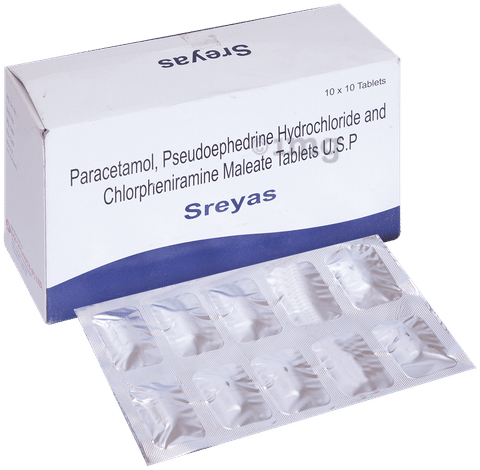 Sreyas
10 x 10 Tablets
Paracetamol, Pseudoephedrine Hydrochloride and
Chlorpheniramine Maleate Tablets U.S.P
Sreyas